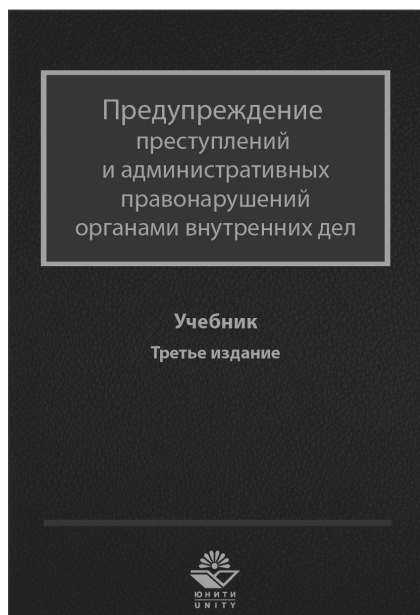 Предупреждение
преступлений
и административных
правонарушений
органами внутренних дел
Учебник
Третье издание
ЮНИТИ
UNITY